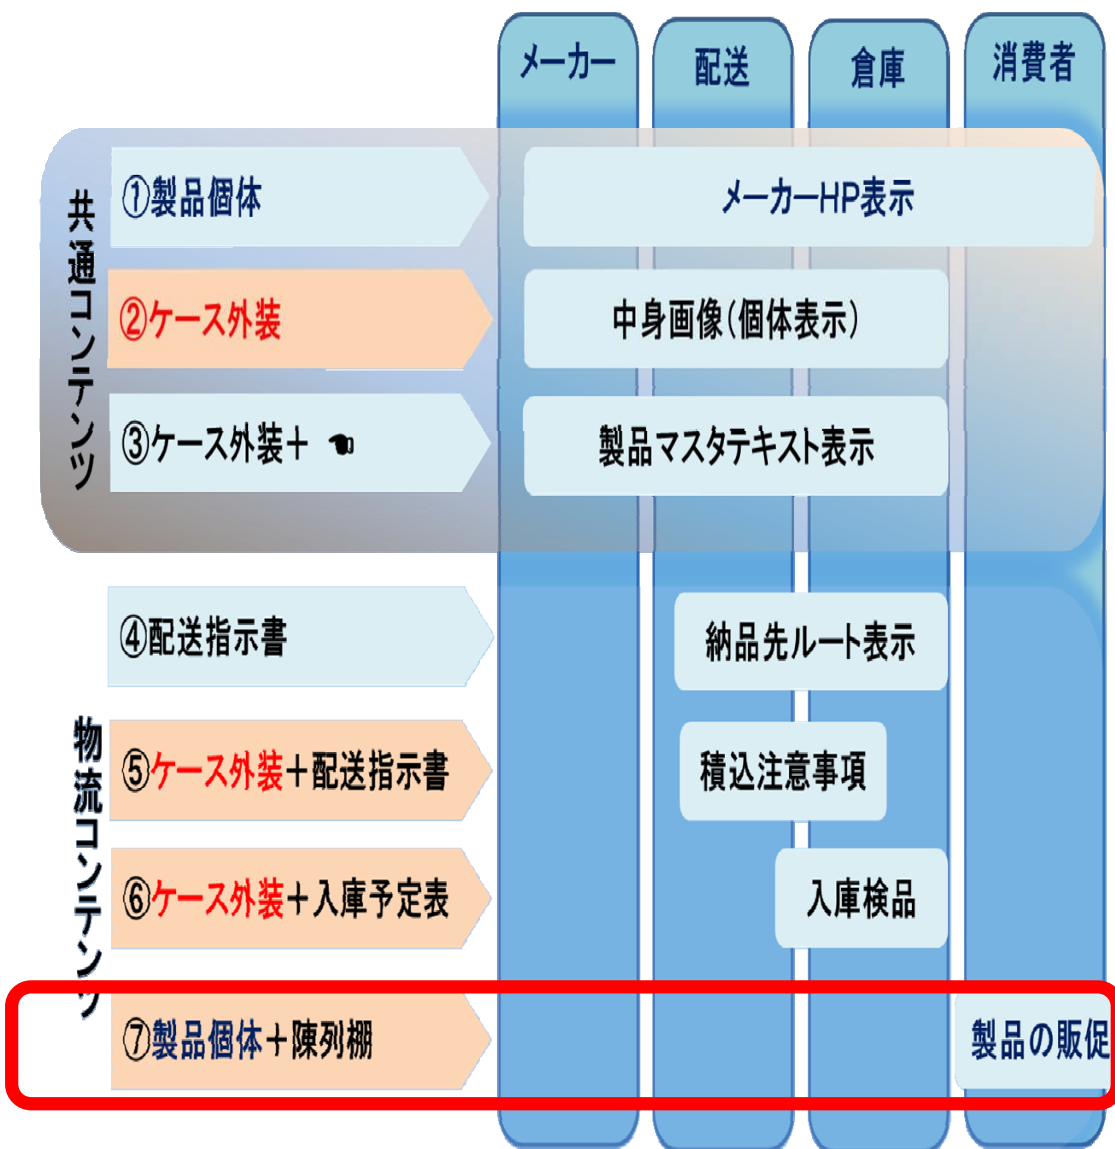 メーカー
配送
倉庫
消費者
共通コンテンツ
①製品個体
メーカーHP表示
②ケース外装
中身画像(個体表示)
③ケース外装+ ☚
製品マスタテキスト表示
物流コンテンツ
④配送指示書
納品先ルート表示
⑤ケース外装+配送指示書
積込注意事項
⑥ケース外装+入庫予定表
入庫検品
⑦製品個体+陳列棚
製品の販促